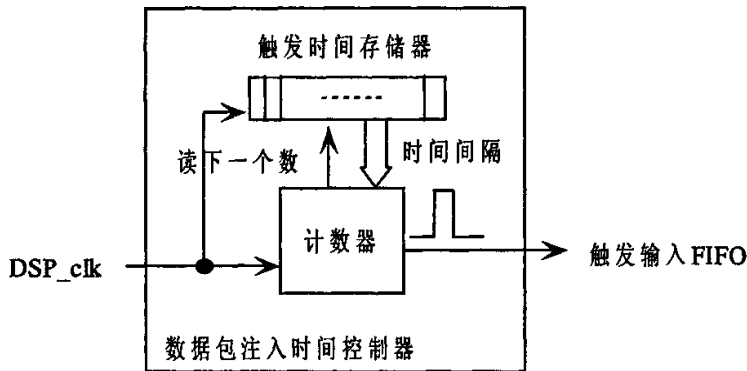 触发时间存储器
读下一个数
时间间隔
计数器
DSP_clk
触发输入FIFO
数据包注入时间控制器